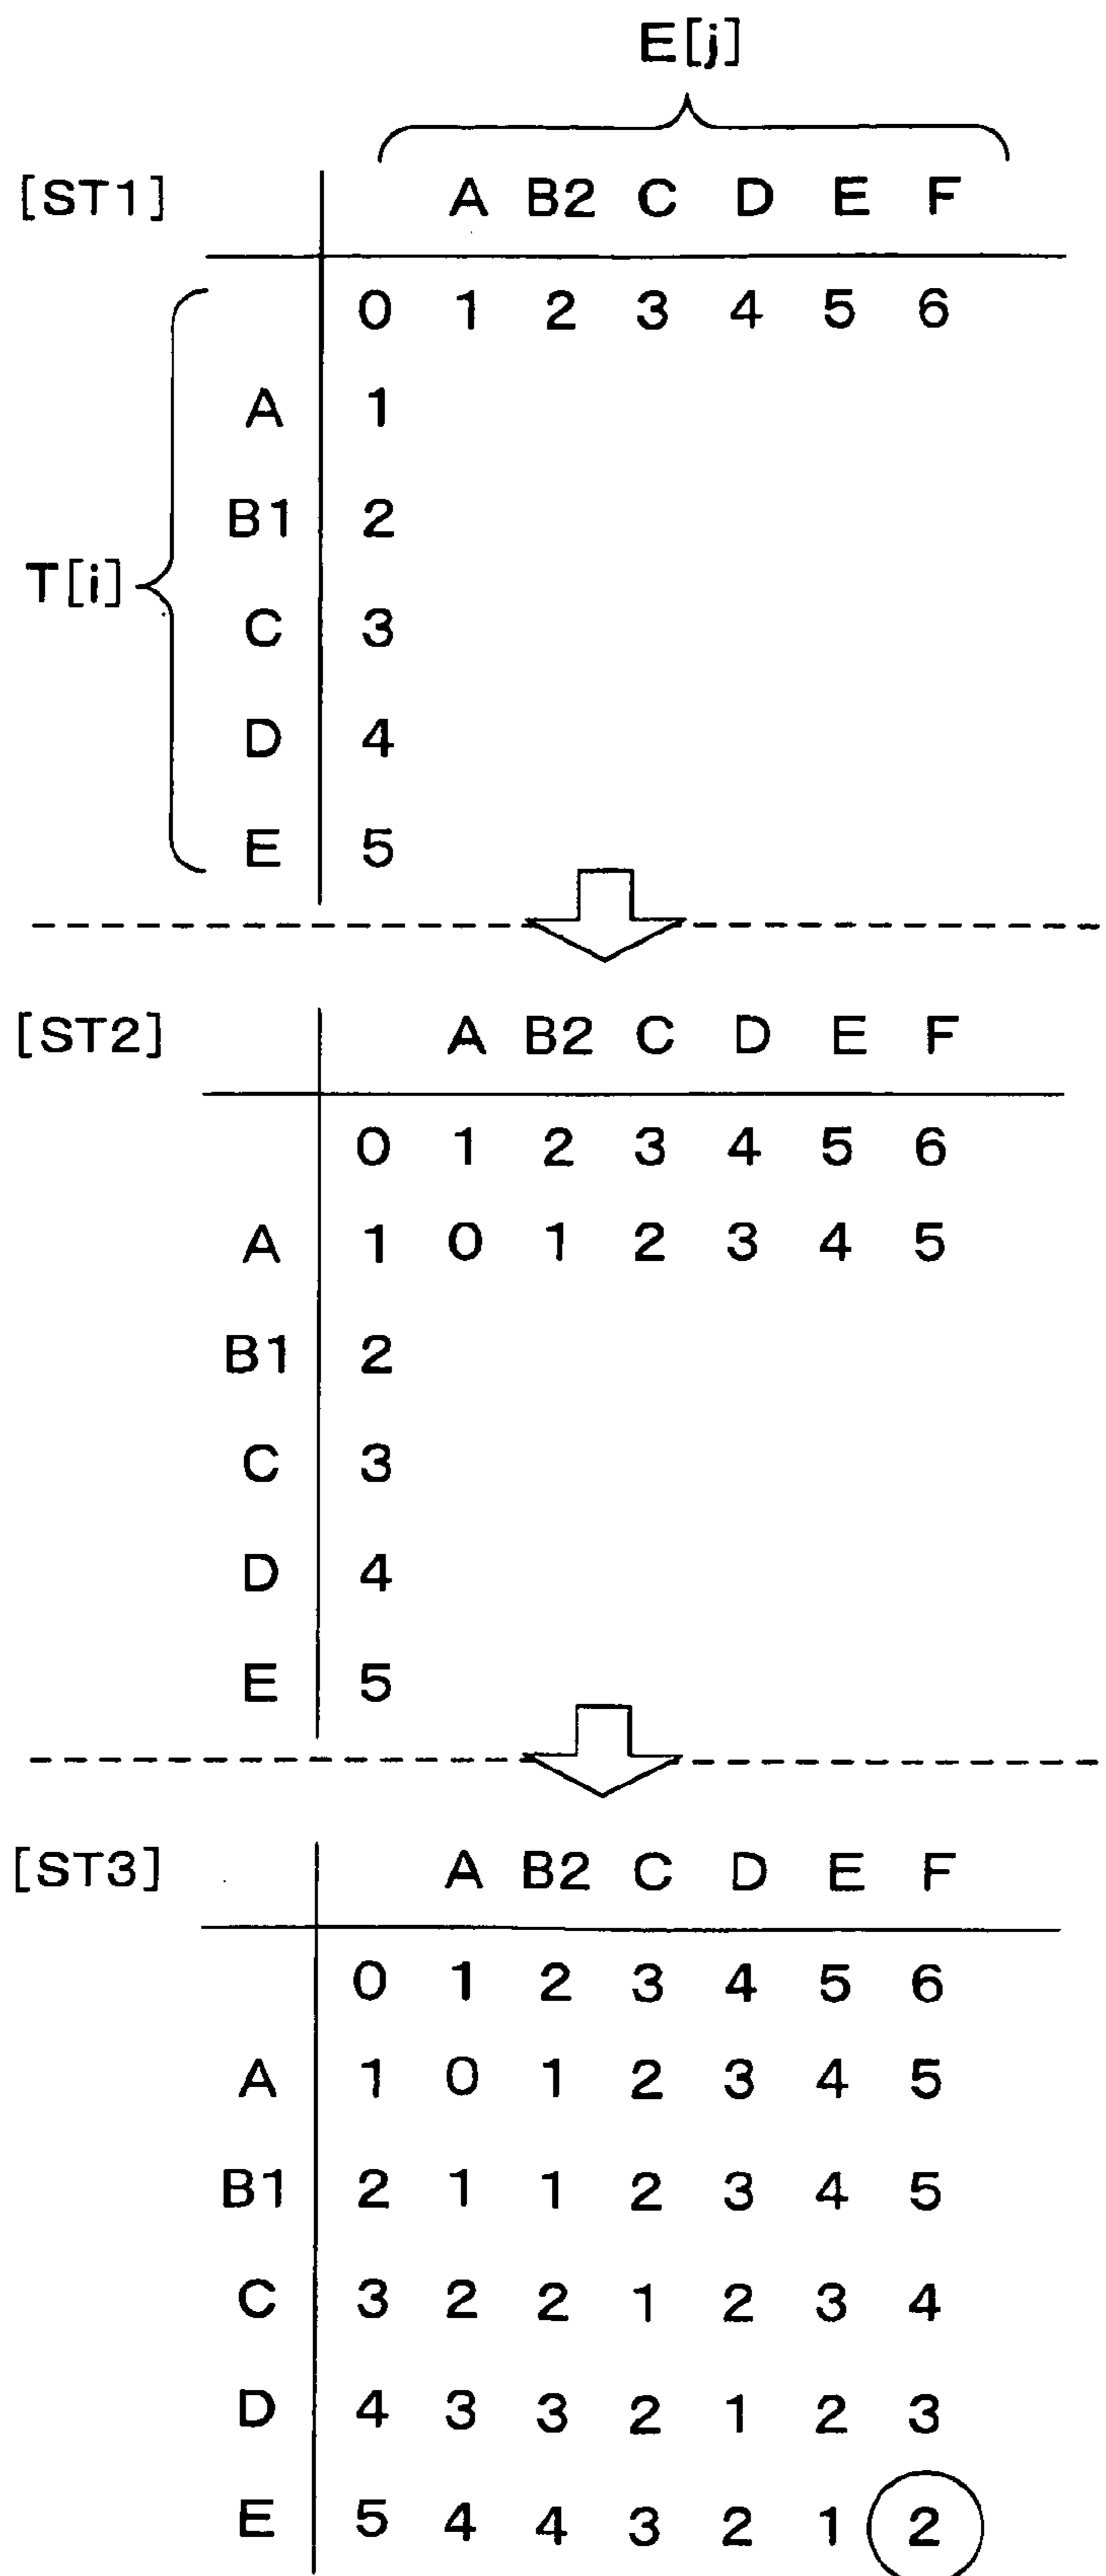 E[j]
[ST1] A B2 C D E F
0 1 2 3 4 5 6
A 1
B1 2
T[i]
C 3
D 4
E 5
[ST2] A B2 C D E F
0 1 2 3 4 5 6
A 1 0 1 2 3 4 5
B1 2
C 3
D 4
E 5
[ST3] A B2 C D E F
0 1 2 3 4 5 6
A 1 0 1 2 3 4 5
B1 2 1 1 2 3 4 5
C 3 2 2 1 2 3 4
D 4 3 3 2 1 2 3
E 5 4 4 3 2 1 2